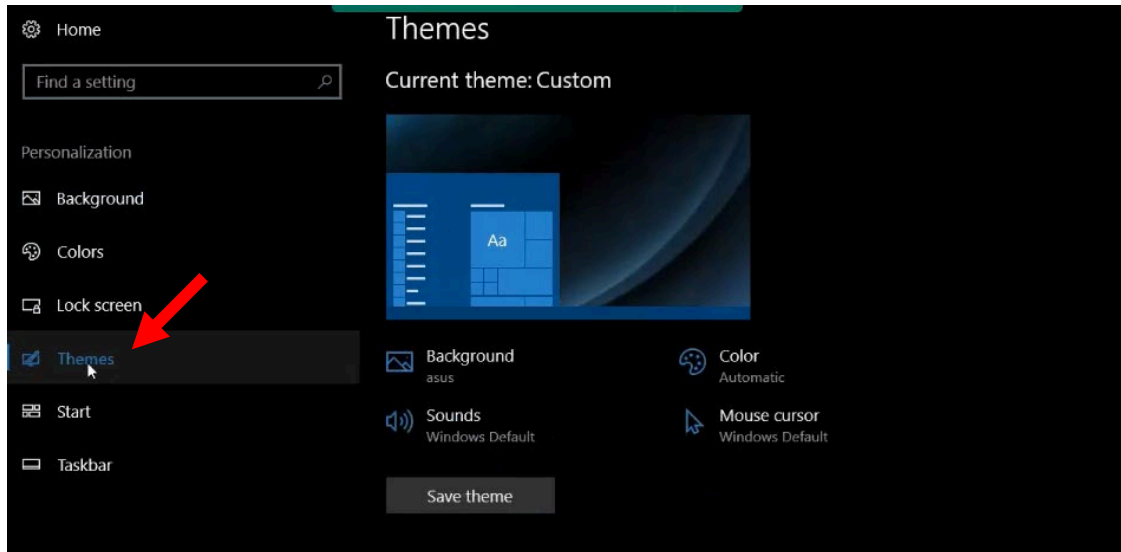 Home
Find a setting
Personalization
Background
Colors
Lock screen
Themes
Start
Taskbar
Themes
Current theme: Custom
Aa
Background
asus
Color
Automatic
Sounds
Windows Default
Mouse cursor
Windows Default
Save theme